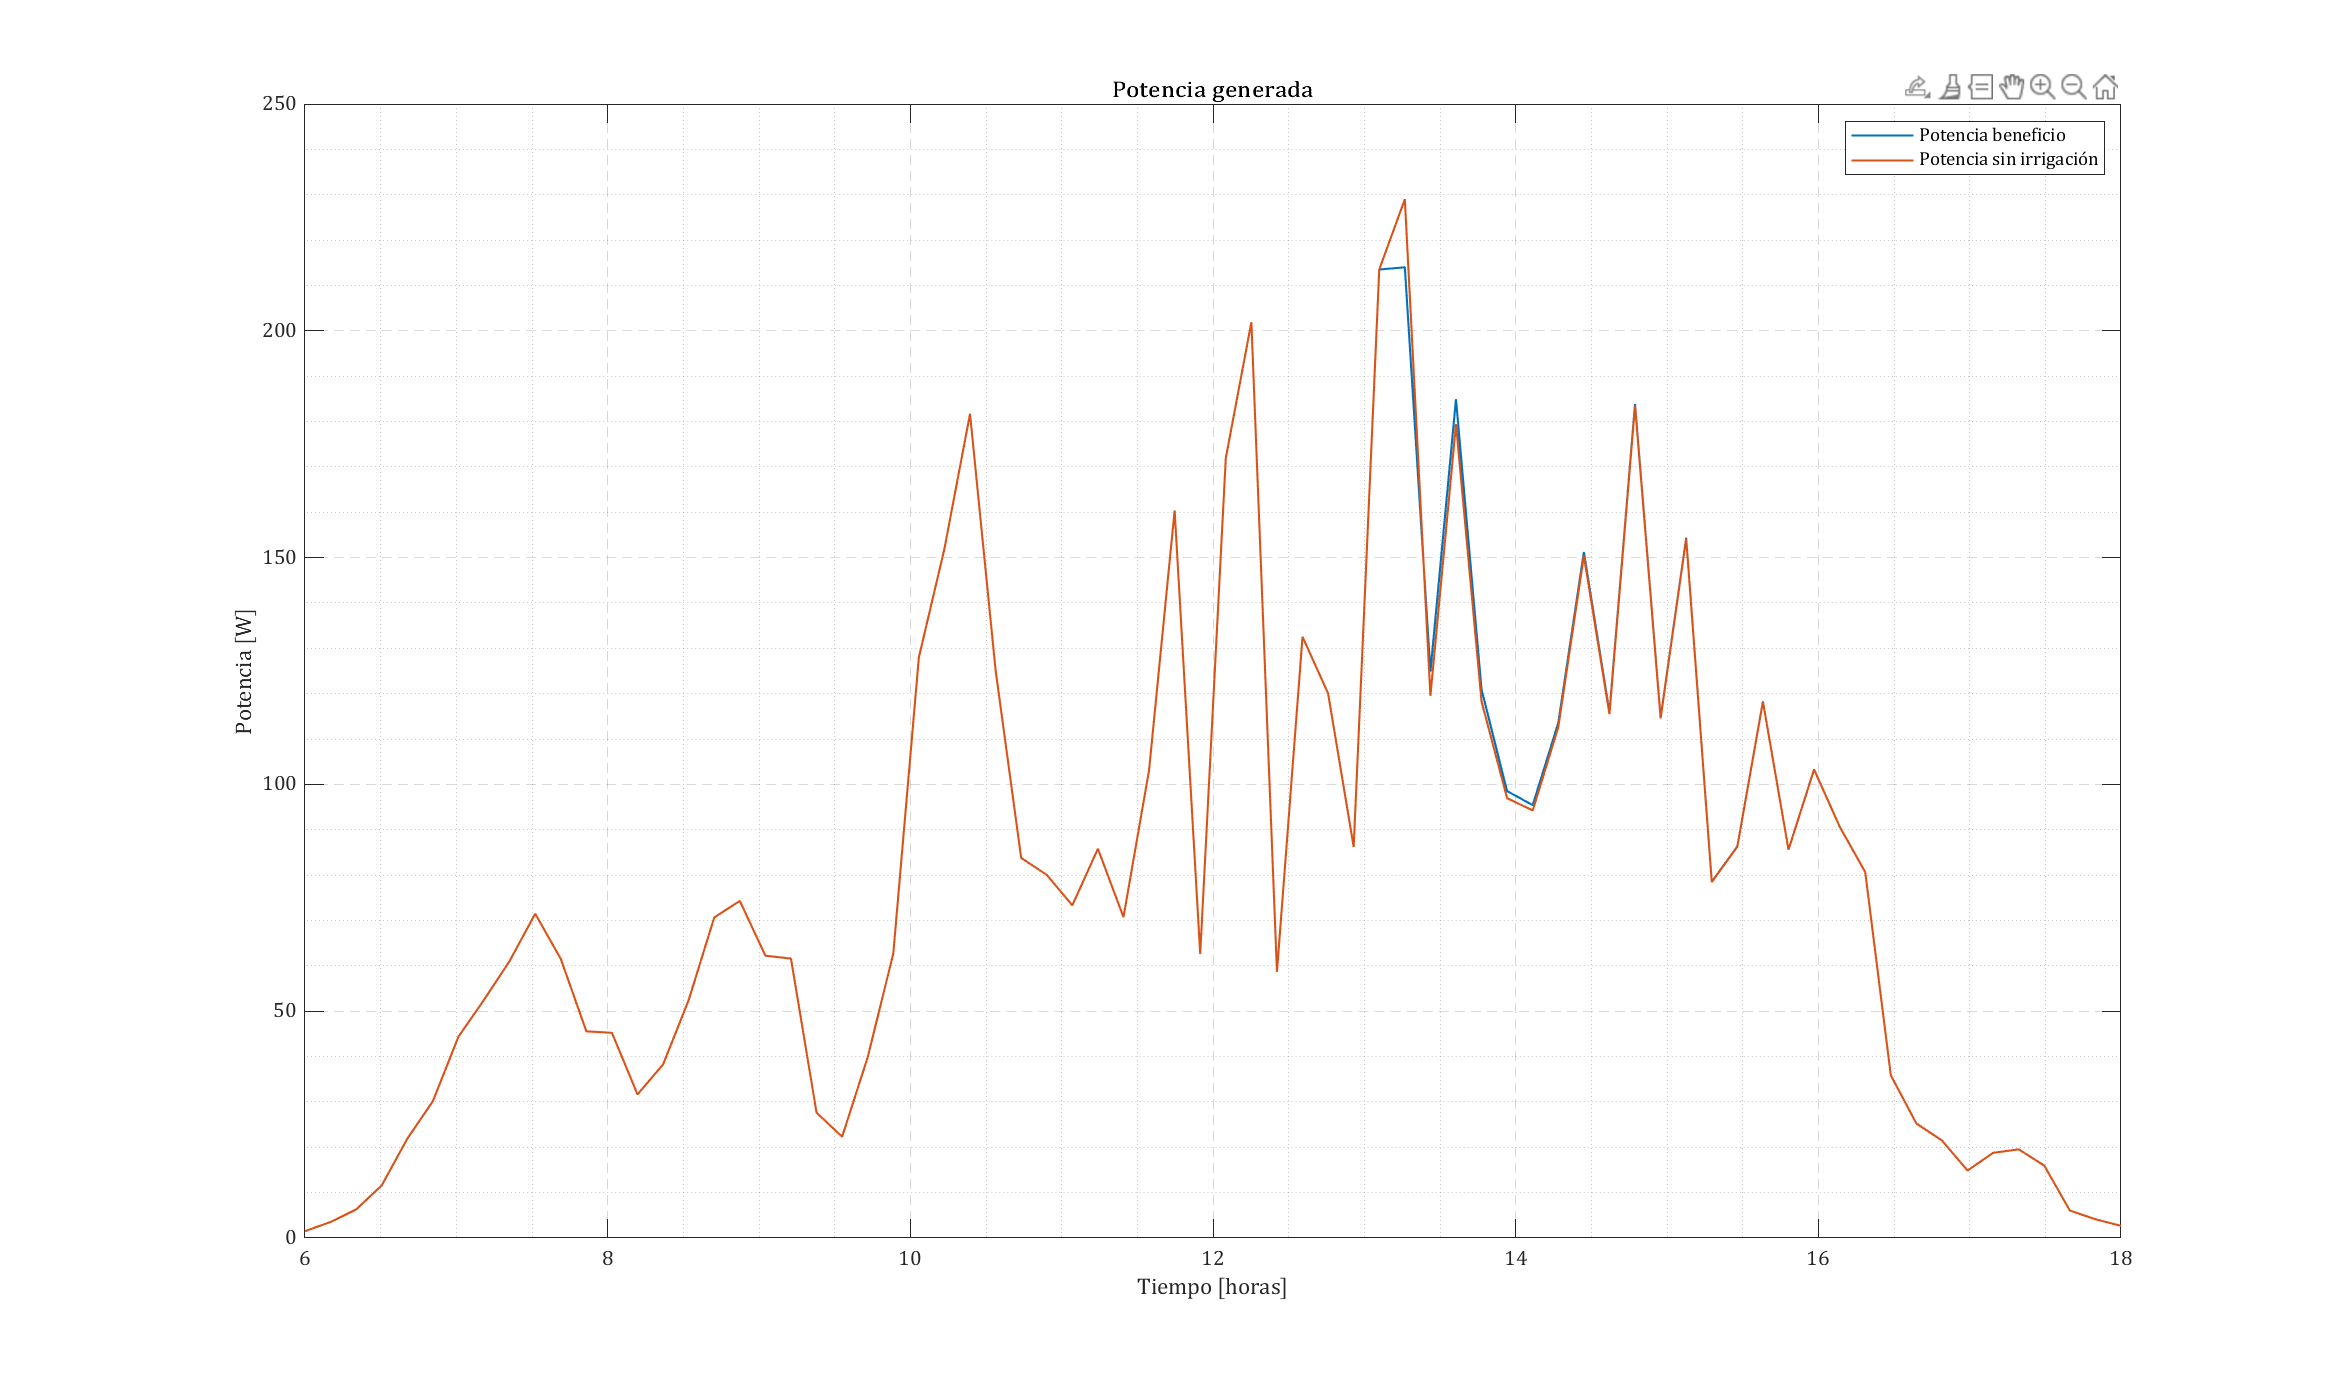 Potencia generada
Potencia beneficio
Potencia sin irrigación
250
200
150
100
50
0
Potencia [W]
6
8
10
12
14
16
18
Tiempo [horas]